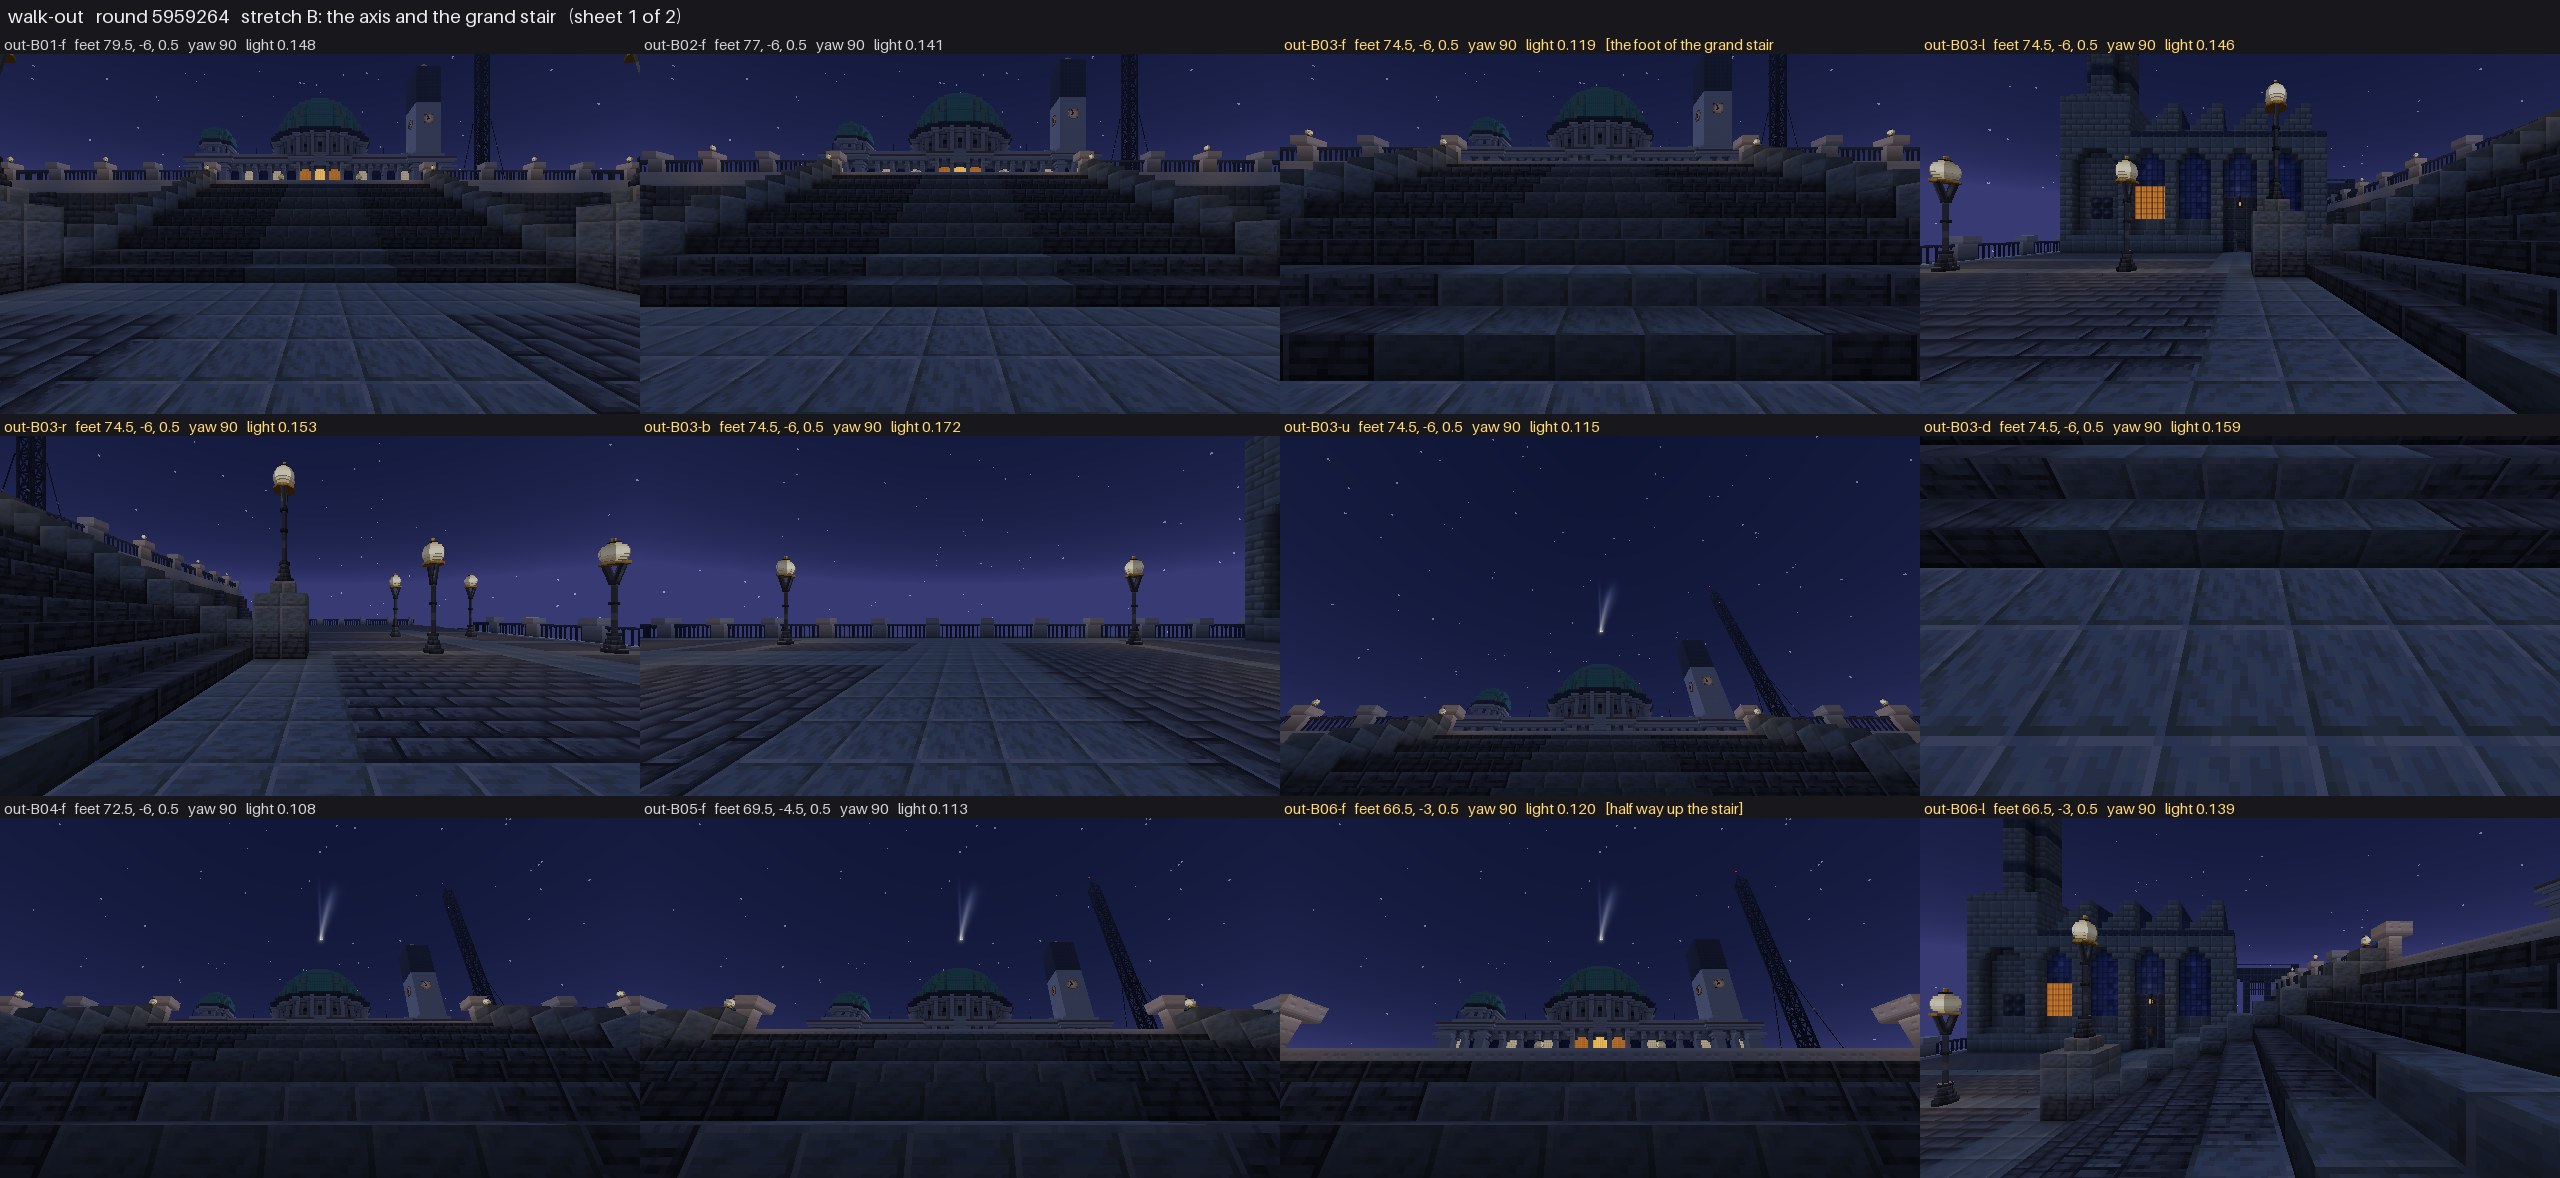 walk-out round 5959264 stretch B: the axis and the grand stair (sheet 1 of 2)
out-B01-f feet 79.5, -6, 0.5 yaw 90 light 0.148
out-B02-f feet 77, -6, 0.5 yaw 90 light 0.141
out-B03-f feet 74.5, -6, 0.5 yaw 90 light 0.119 [the foot of the grand stair
out-B03-l feet 74.5, -6, 0.5 yaw 90 light 0.146
out-B03-r feet 74.5, -6, 0.5 yaw 90 light 0.153
out-B03-b feet 74.5, -6, 0.5 yaw 90 light 0.172
out-B03-u feet 74.5, -6, 0.5 yaw 90 light 0.115
out-B03-d feet 74.5, -6, 0.5 yaw 90 light 0.159
out-B04-f feet 72.5, -6, 0.5 yaw 90 light 0.108
out-B05-f feet 69.5, -4.5, 0.5 yaw 90 light 0.113
out-B06-f feet 66.5, -3, 0.5 yaw 90 light 0.120 [half way up the stair]
out-B06-l feet 66.5, -3, 0.5 yaw 90 light 0.139